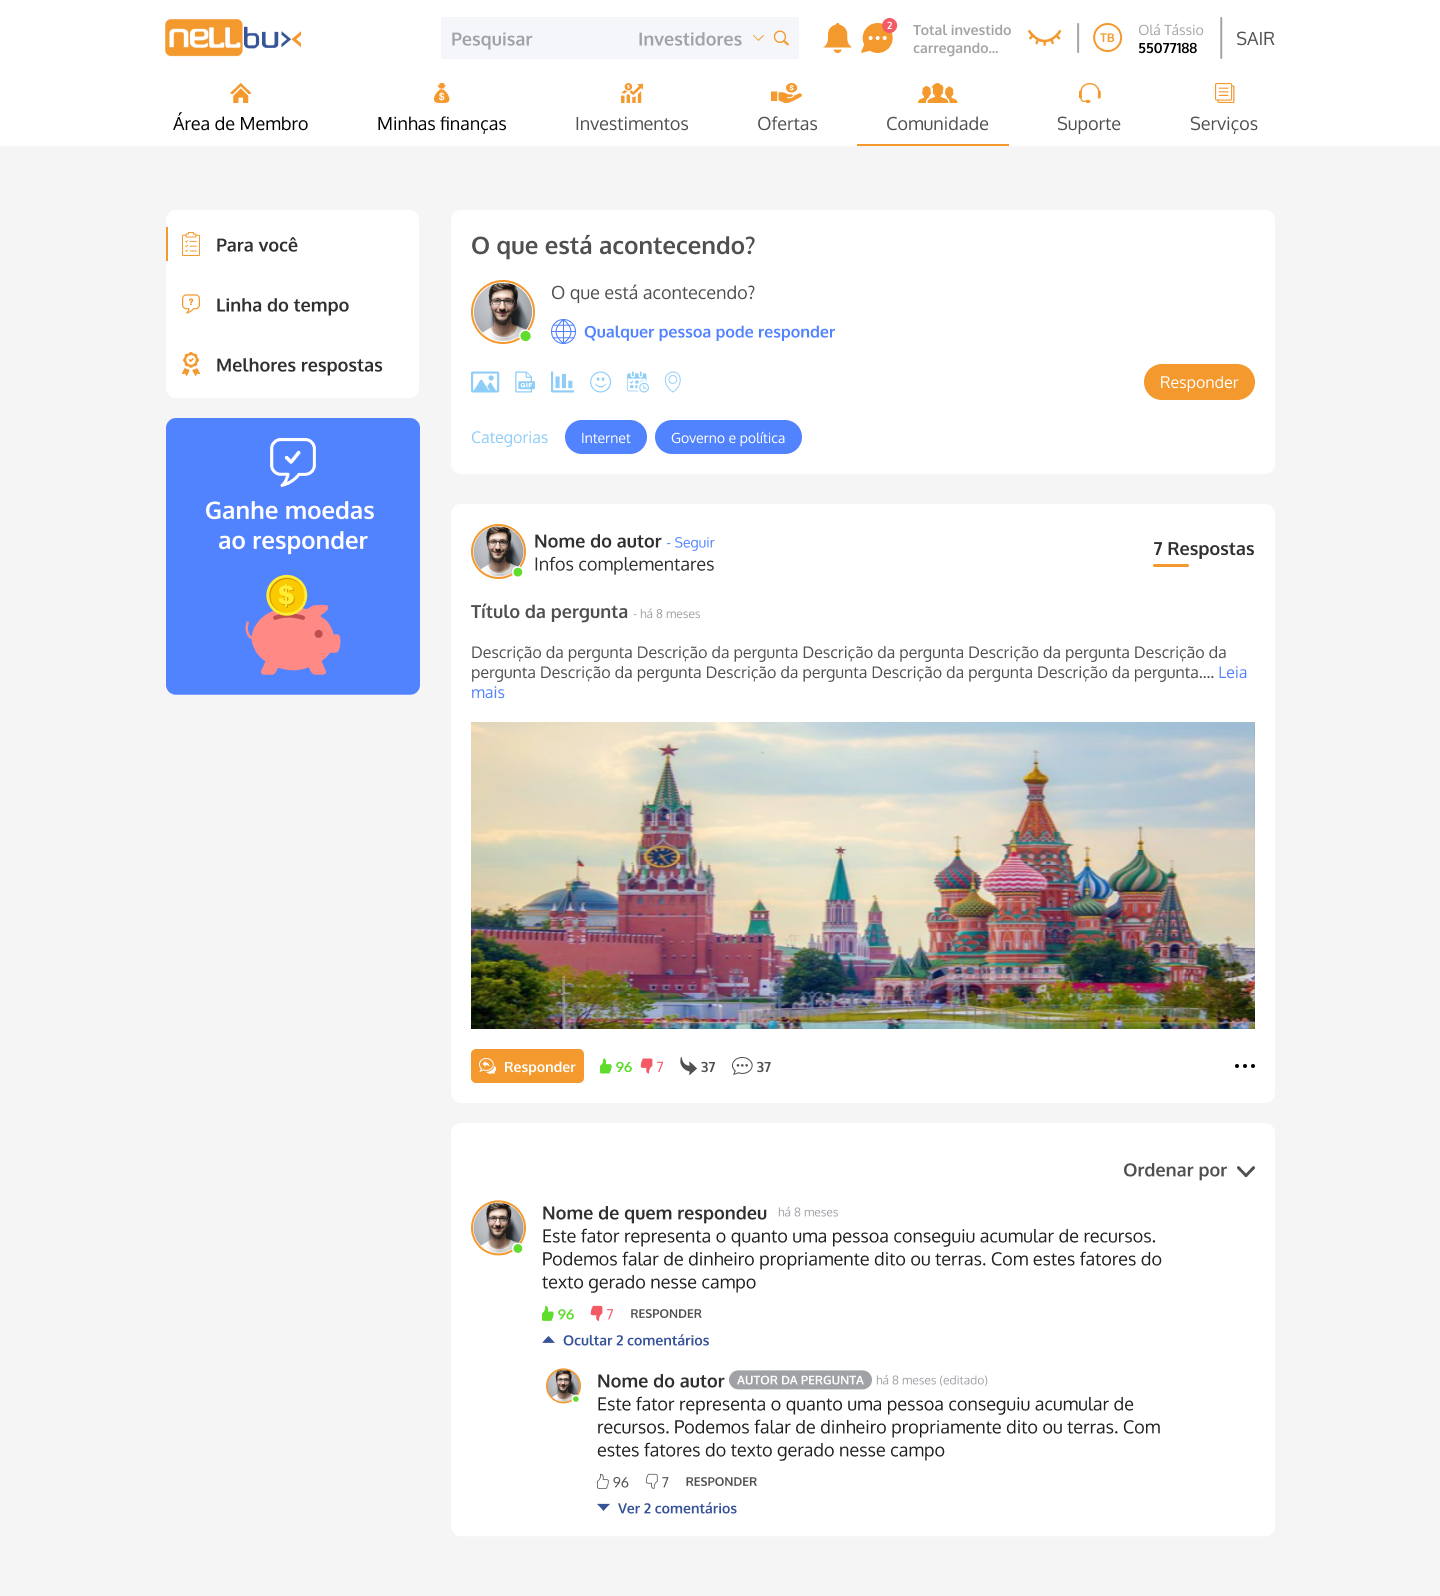 nellbux
Pesquisar
Investidores
2
Total investido
carregando...
TB
Olá Tássio
55077188
SAIR
Área de Membro
Minhas finanças
Investimentos
Ofertas
Comunidade
Suporte
Serviços
Para você
Linha do tempo
Melhores respostas
Ganhe moedas
ao responder
O que está acontecendo?
O que está acontecendo?
Qualquer pessoa pode responder
GIF
Responder
Categorias
Internet
Governo e política
Nome do autor - Seguir
Infos complementares
7 Respostas
Título da pergunta - há 8 meses
Descrição da pergunta Descrição da pergunta Descrição da pergunta Descrição da pergunta Descrição da
pergunta Descrição da pergunta Descrição da pergunta Descrição da pergunta Descrição da pergunta.... Leia
mais
Responder
96
7
37
37
Ordenar por
Nome de quem respondeu há 8 meses
Este fator representa o quanto uma pessoa conseguiu acumular de recursos.
Podemos falar de dinheiro propriamente dito ou terras. Com estes fatores do
texto gerado nesse campo
96
7
RESPONDER
Ocultar 2 comentários
Nome do autor AUTOR DA PERGUNTA há 8 meses (editado)
Este fator representa o quanto uma pessoa conseguiu acumular de
recursos. Podemos falar de dinheiro propriamente dito ou terras. Com
estes fatores do texto gerado nesse campo
96
7
RESPONDER
Ver 2 comentários